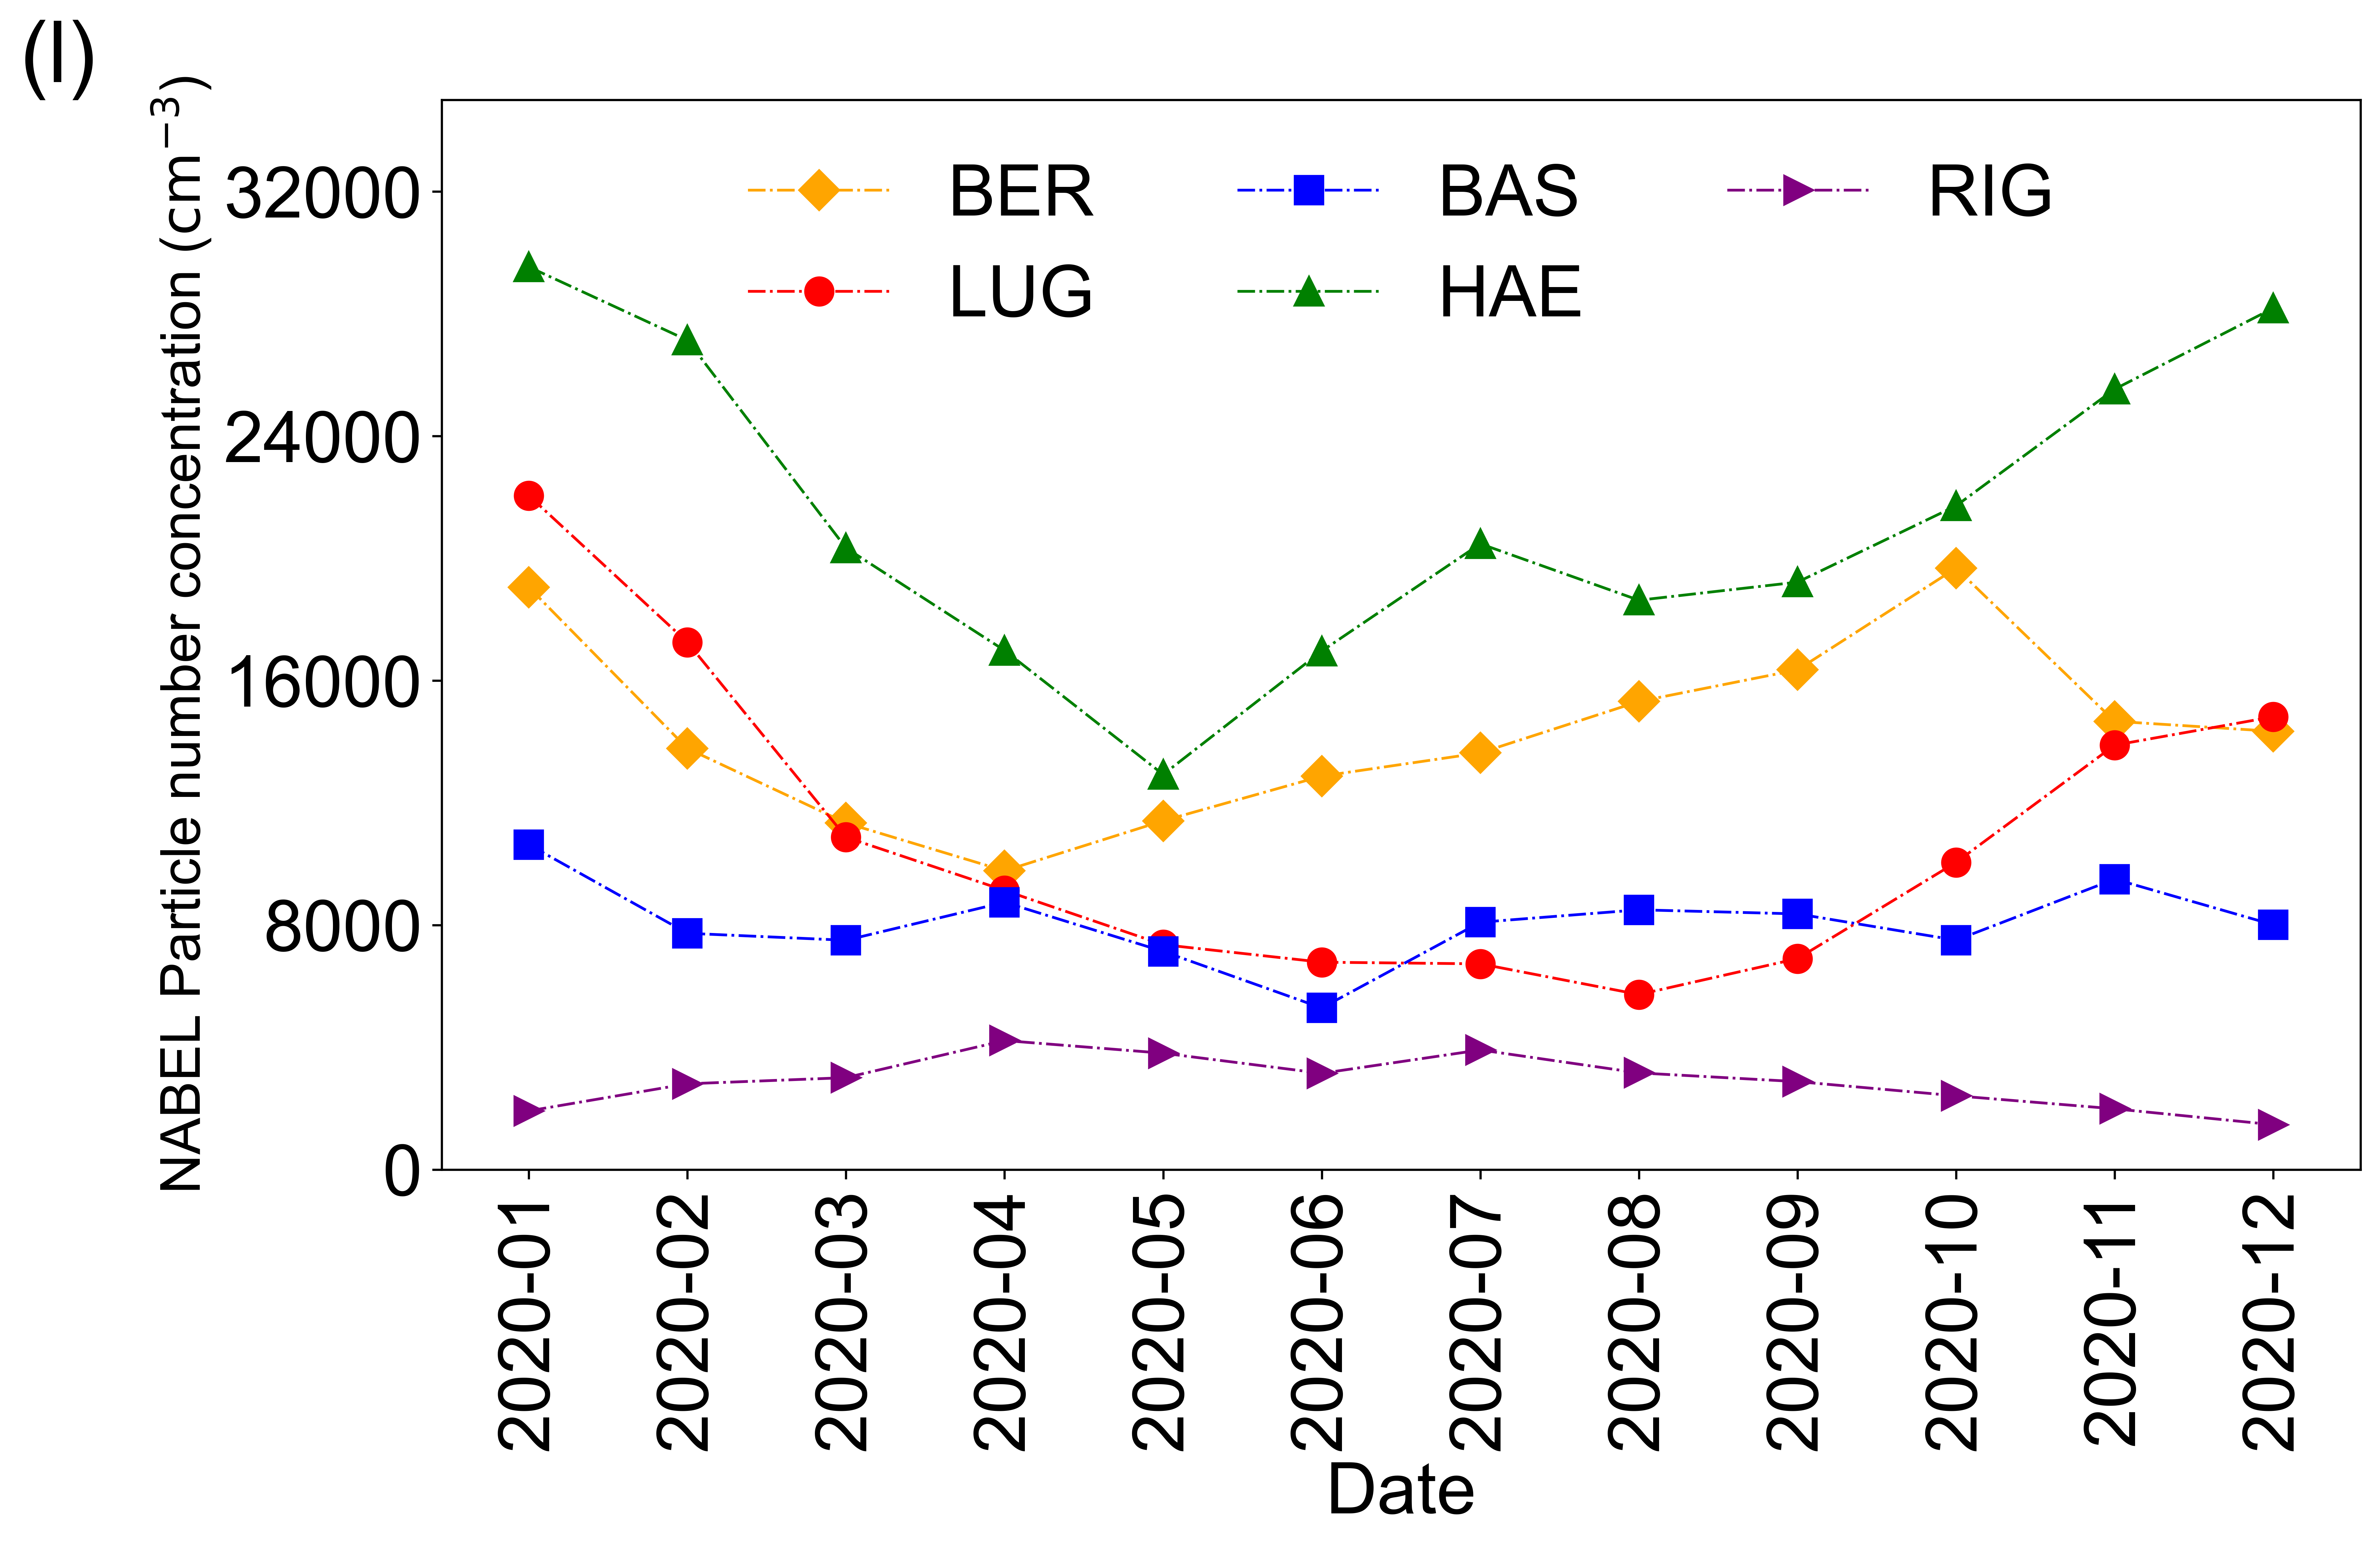 (l)
NABEL Particle number concentration (cm⁻³)
32000
24000
16000
8000
0
BER
BAS
RIG
LUG
HAE
2020-01
2020-02
2020-03
2020-04
2020-05
2020-06
2020-07
2020-08
2020-09
2020-10
2020-11
2020-12
Date